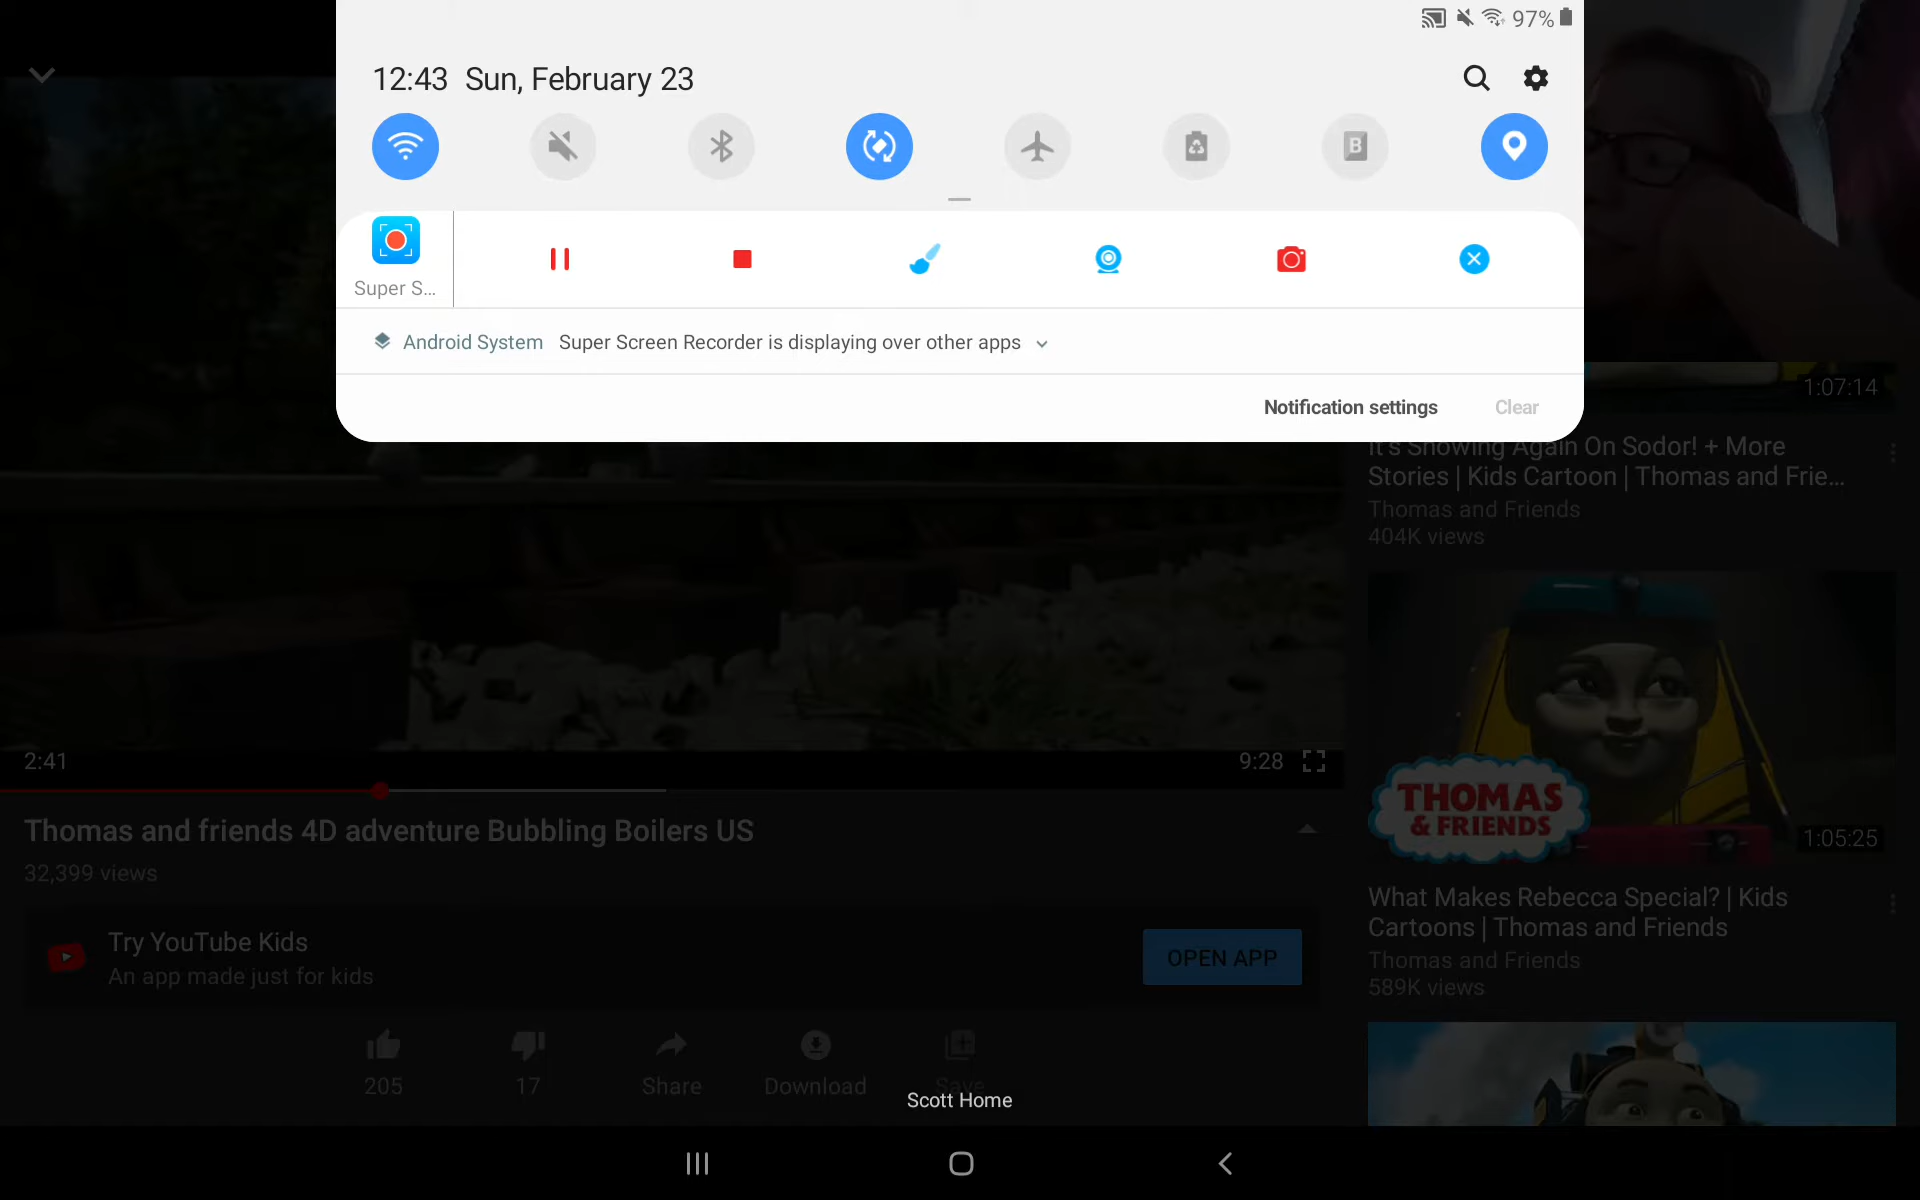 97%
12:43 Sun, February 23
B
Super S...
Android System Super Screen Recorder is displaying over other apps
Notification settings Clear
1:07:14
It's Snowing Again On Sodor! + More
Stories | Kids Cartoon | Thomas and Frie...
Thomas and Friends
404K views
2:41
9:28
Thomas and friends 4D adventure Bubbling Boilers US
32,399 views
Try YouTube Kids
An app made just for kids
OPEN APP
205
17
Share
Download
Save
Scott Home
THOMAS
& FRIENDS
1:05:25
What Makes Rebecca Special? | Kids
Cartoons | Thomas and Friends
Thomas and Friends
589K views